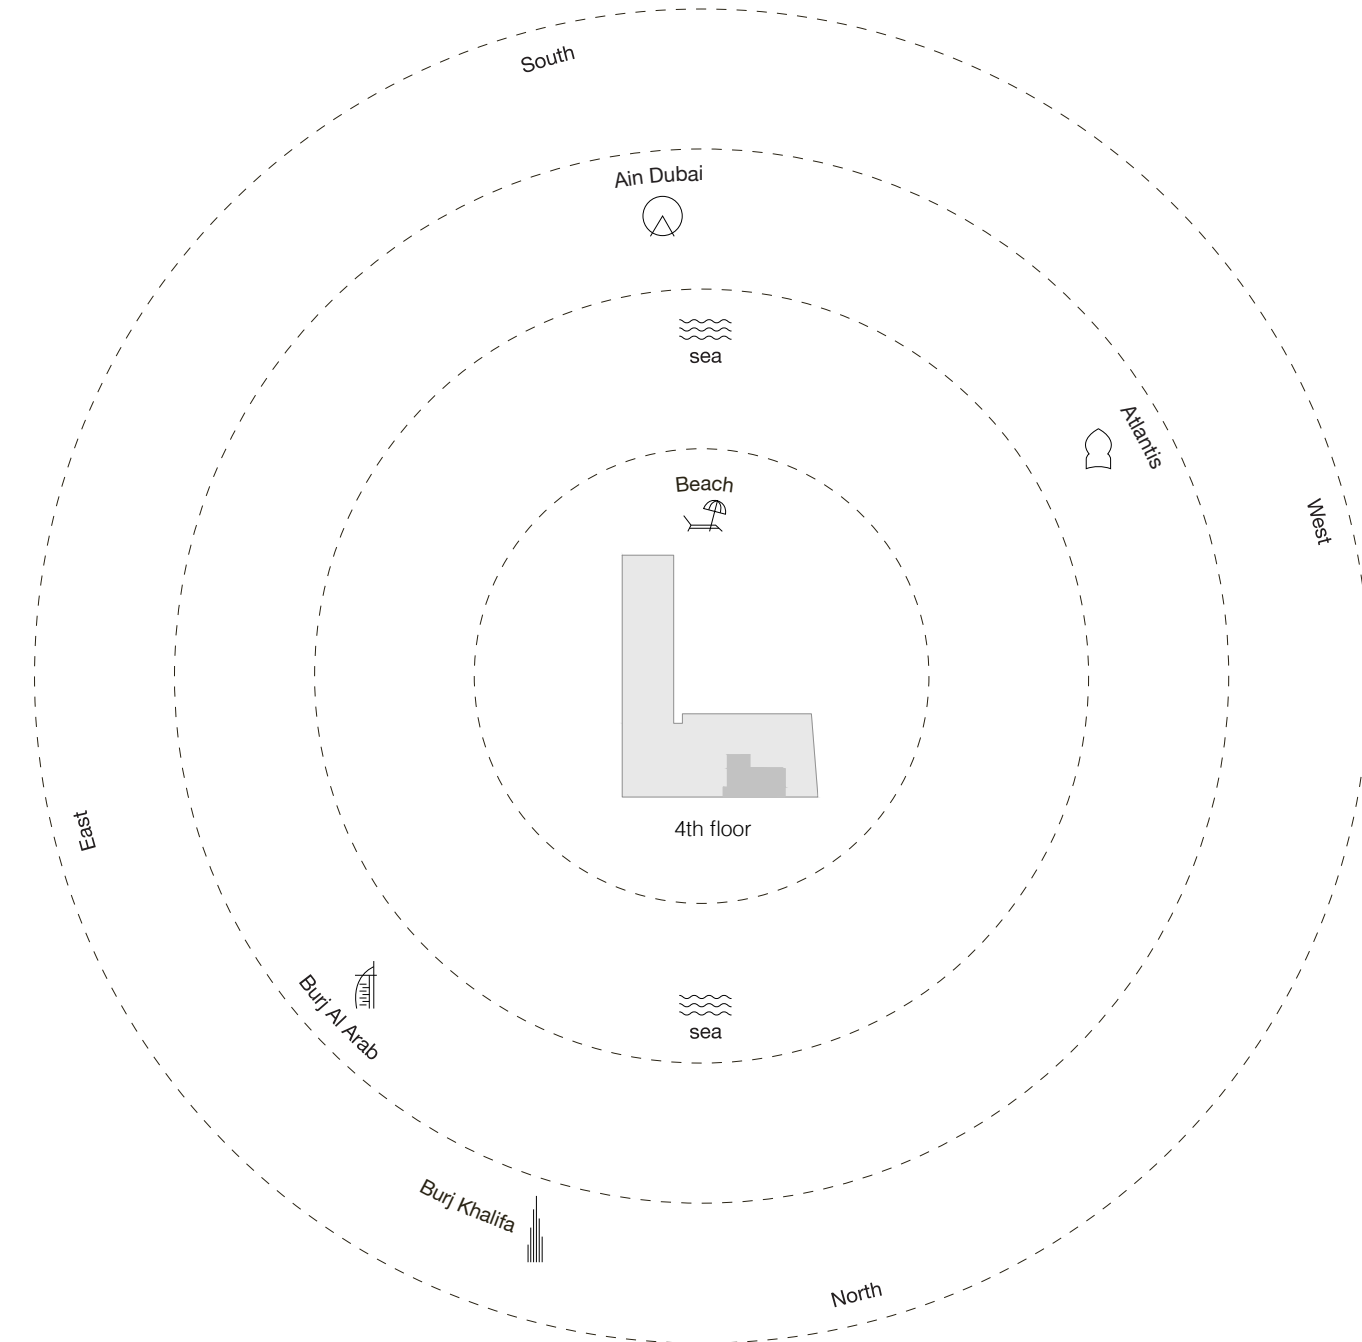 South
Ain Dubai
sea
Atlantis
Beach
West
4th floor
East
Burj Al Arab
sea
Burj Khalifa
North